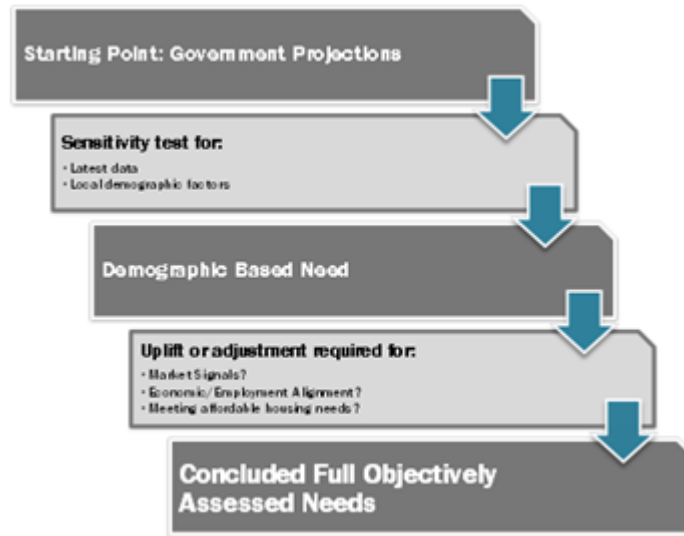 Starting Point: Government Projections
Sensitivity test for:
· Latest data
· Local demographic factors
Demographic Based Need
Uplift or adjustment required for:
· Market Signals?
· Economic/Employment Alignment?
· Meeting affordable housing needs?
Concluded Full Objectively
Assessed Needs